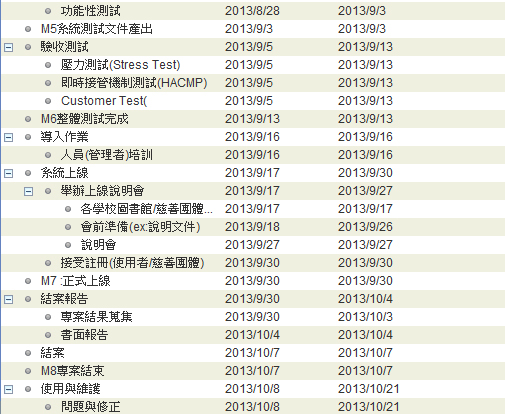 功能性測試 2013/8/28 2013/9/3
M5系統測試文件產出 2013/9/3 2013/9/3
驗收測試 2013/9/5 2013/9/13
壓力測試(Stress Test) 2013/9/5 2013/9/13
即時接管機制測試(HACMP) 2013/9/5 2013/9/13
Customer Test( 2013/9/5 2013/9/13
M6整體測試完成 2013/9/13 2013/9/13
導入作業 2013/9/16 2013/9/16
人員(管理者)培訓 2013/9/16 2013/9/16
系統上線 2013/9/17 2013/9/30
舉辦上線說明會 2013/9/17 2013/9/27
各學校圖書館/慈善團體... 2013/9/17 2013/9/17
會前準備(ex:說明文件) 2013/9/18 2013/9/26
說明會 2013/9/27 2013/9/27
接受註冊(使用者/慈善團體) 2013/9/30 2013/9/30
M7 :正式上線 2013/9/30 2013/9/30
結案報告 2013/9/30 2013/10/4
專案結果蒐集 2013/9/30 2013/10/3
書面報告 2013/10/4 2013/10/4
結案 2013/10/7 2013/10/7
M8專案結束 2013/10/7 2013/10/7
使用與維護 2013/10/8 2013/10/21
問題與修正 2013/10/8 2013/10/21